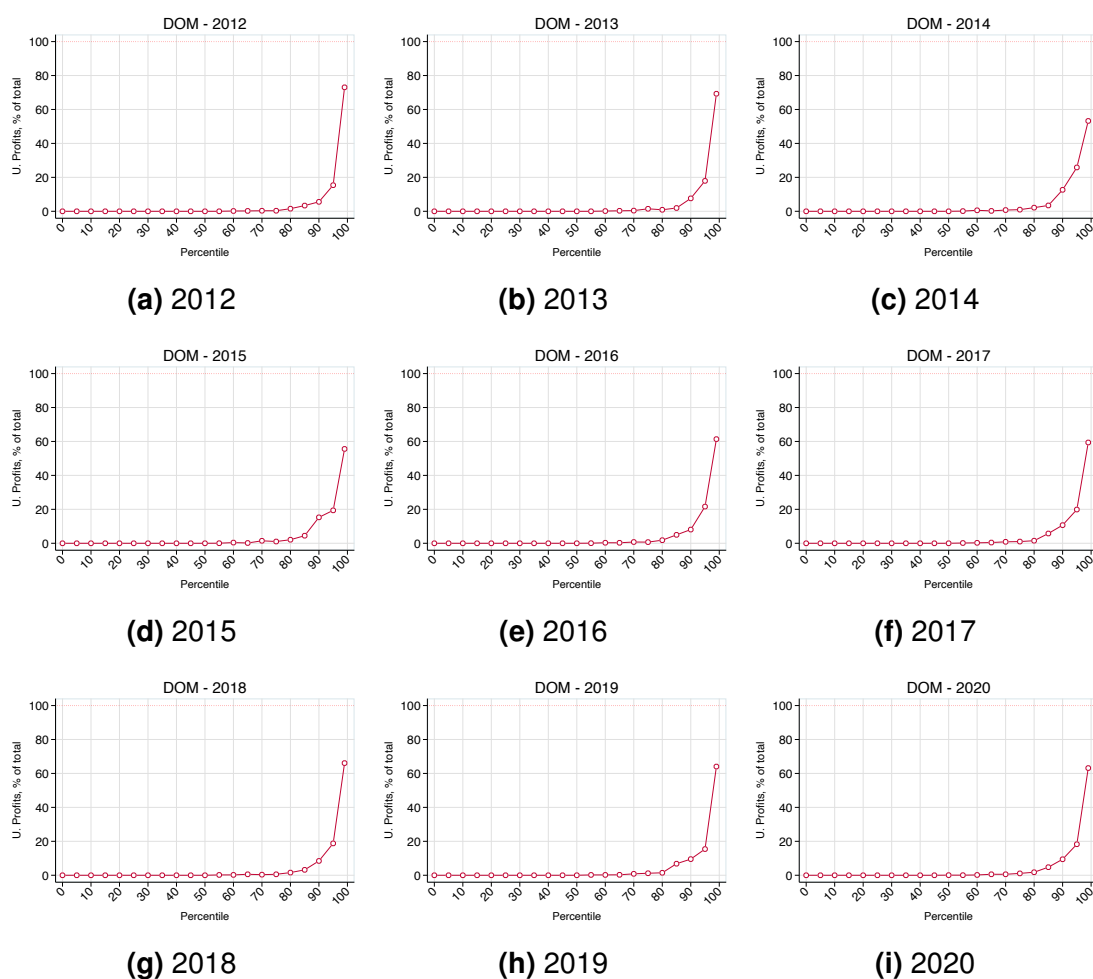 DOM - 2012
U. Profits, % of total
100
80
60
40
20
0
0 10 20 30 40 50 60 70 80 90 100
Percentile
(a) 2012
DOM - 2013
U. Profits, % of total
100
80
60
40
20
0
0 10 20 30 40 50 60 70 80 90 100
Percentile
(b) 2013
DOM - 2014
U. Profits, % of total
100
80
60
40
20
0
0 10 20 30 40 50 60 70 80 90 100
Percentile
(c) 2014
DOM - 2015
U. Profits, % of total
100
80
60
40
20
0
0 10 20 30 40 50 60 70 80 90 100
Percentile
(d) 2015
DOM - 2016
U. Profits, % of total
100
80
60
40
20
0
0 10 20 30 40 50 60 70 80 90 100
Percentile
(e) 2016
DOM - 2017
U. Profits, % of total
100
80
60
40
20
0
0 10 20 30 40 50 60 70 80 90 100
Percentile
(f) 2017
DOM - 2018
U. Profits, % of total
100
80
60
40
20
0
0 10 20 30 40 50 60 70 80 90 100
Percentile
(g) 2018
DOM - 2019
U. Profits, % of total
100
80
60
40
20
0
0 10 20 30 40 50 60 70 80 90 100
Percentile
(h) 2019
DOM - 2020
U. Profits, % of total
100
80
60
40
20
0
0 10 20 30 40 50 60 70 80 90 100
Percentile
(i) 2020